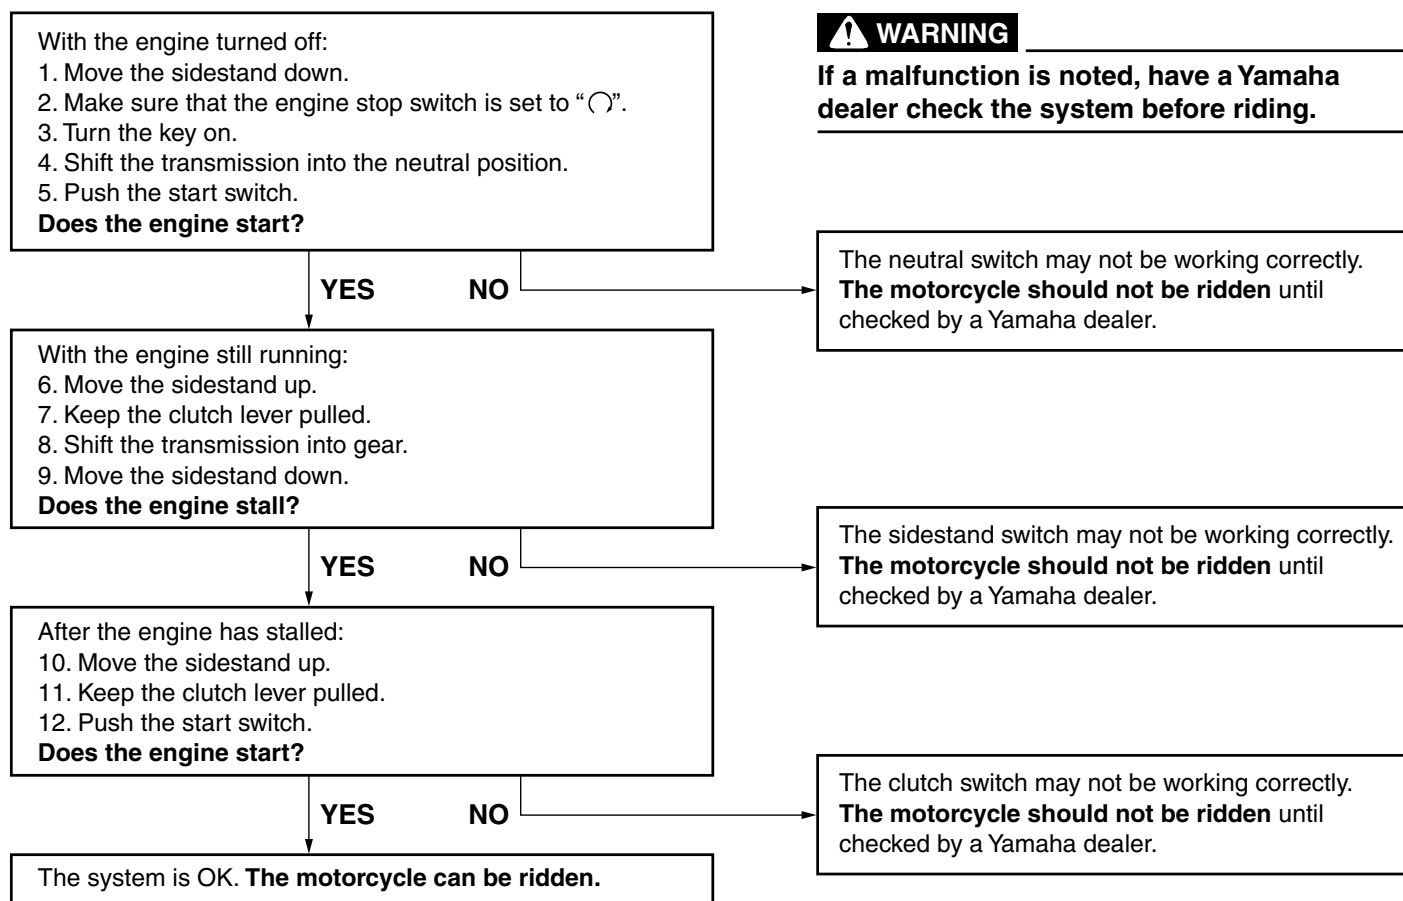 With the engine turned off:
1. Move the sidestand down.
2. Make sure that the engine stop switch is set to “ ”.
3. Turn the key on.
4. Shift the transmission into the neutral position.
5. Push the start switch.
Does the engine start?
WARNING
If a malfunction is noted, have a Yamaha
dealer check the system before riding.
YES NO
The neutral switch may not be working correctly.
The motorcycle should not be ridden until
checked by a Yamaha dealer.
With the engine still running:
6. Move the sidestand up.
7. Keep the clutch lever pulled.
8. Shift the transmission into gear.
9. Move the sidestand down.
Does the engine stall?
YES NO
The sidestand switch may not be working correctly.
The motorcycle should not be ridden until
checked by a Yamaha dealer.
After the engine has stalled:
10. Move the sidestand up.
11. Keep the clutch lever pulled.
12. Push the start switch.
Does the engine start?
YES NO
The clutch switch may not be working correctly.
The motorcycle should not be ridden until
checked by a Yamaha dealer.
The system is OK. The motorcycle can be ridden.